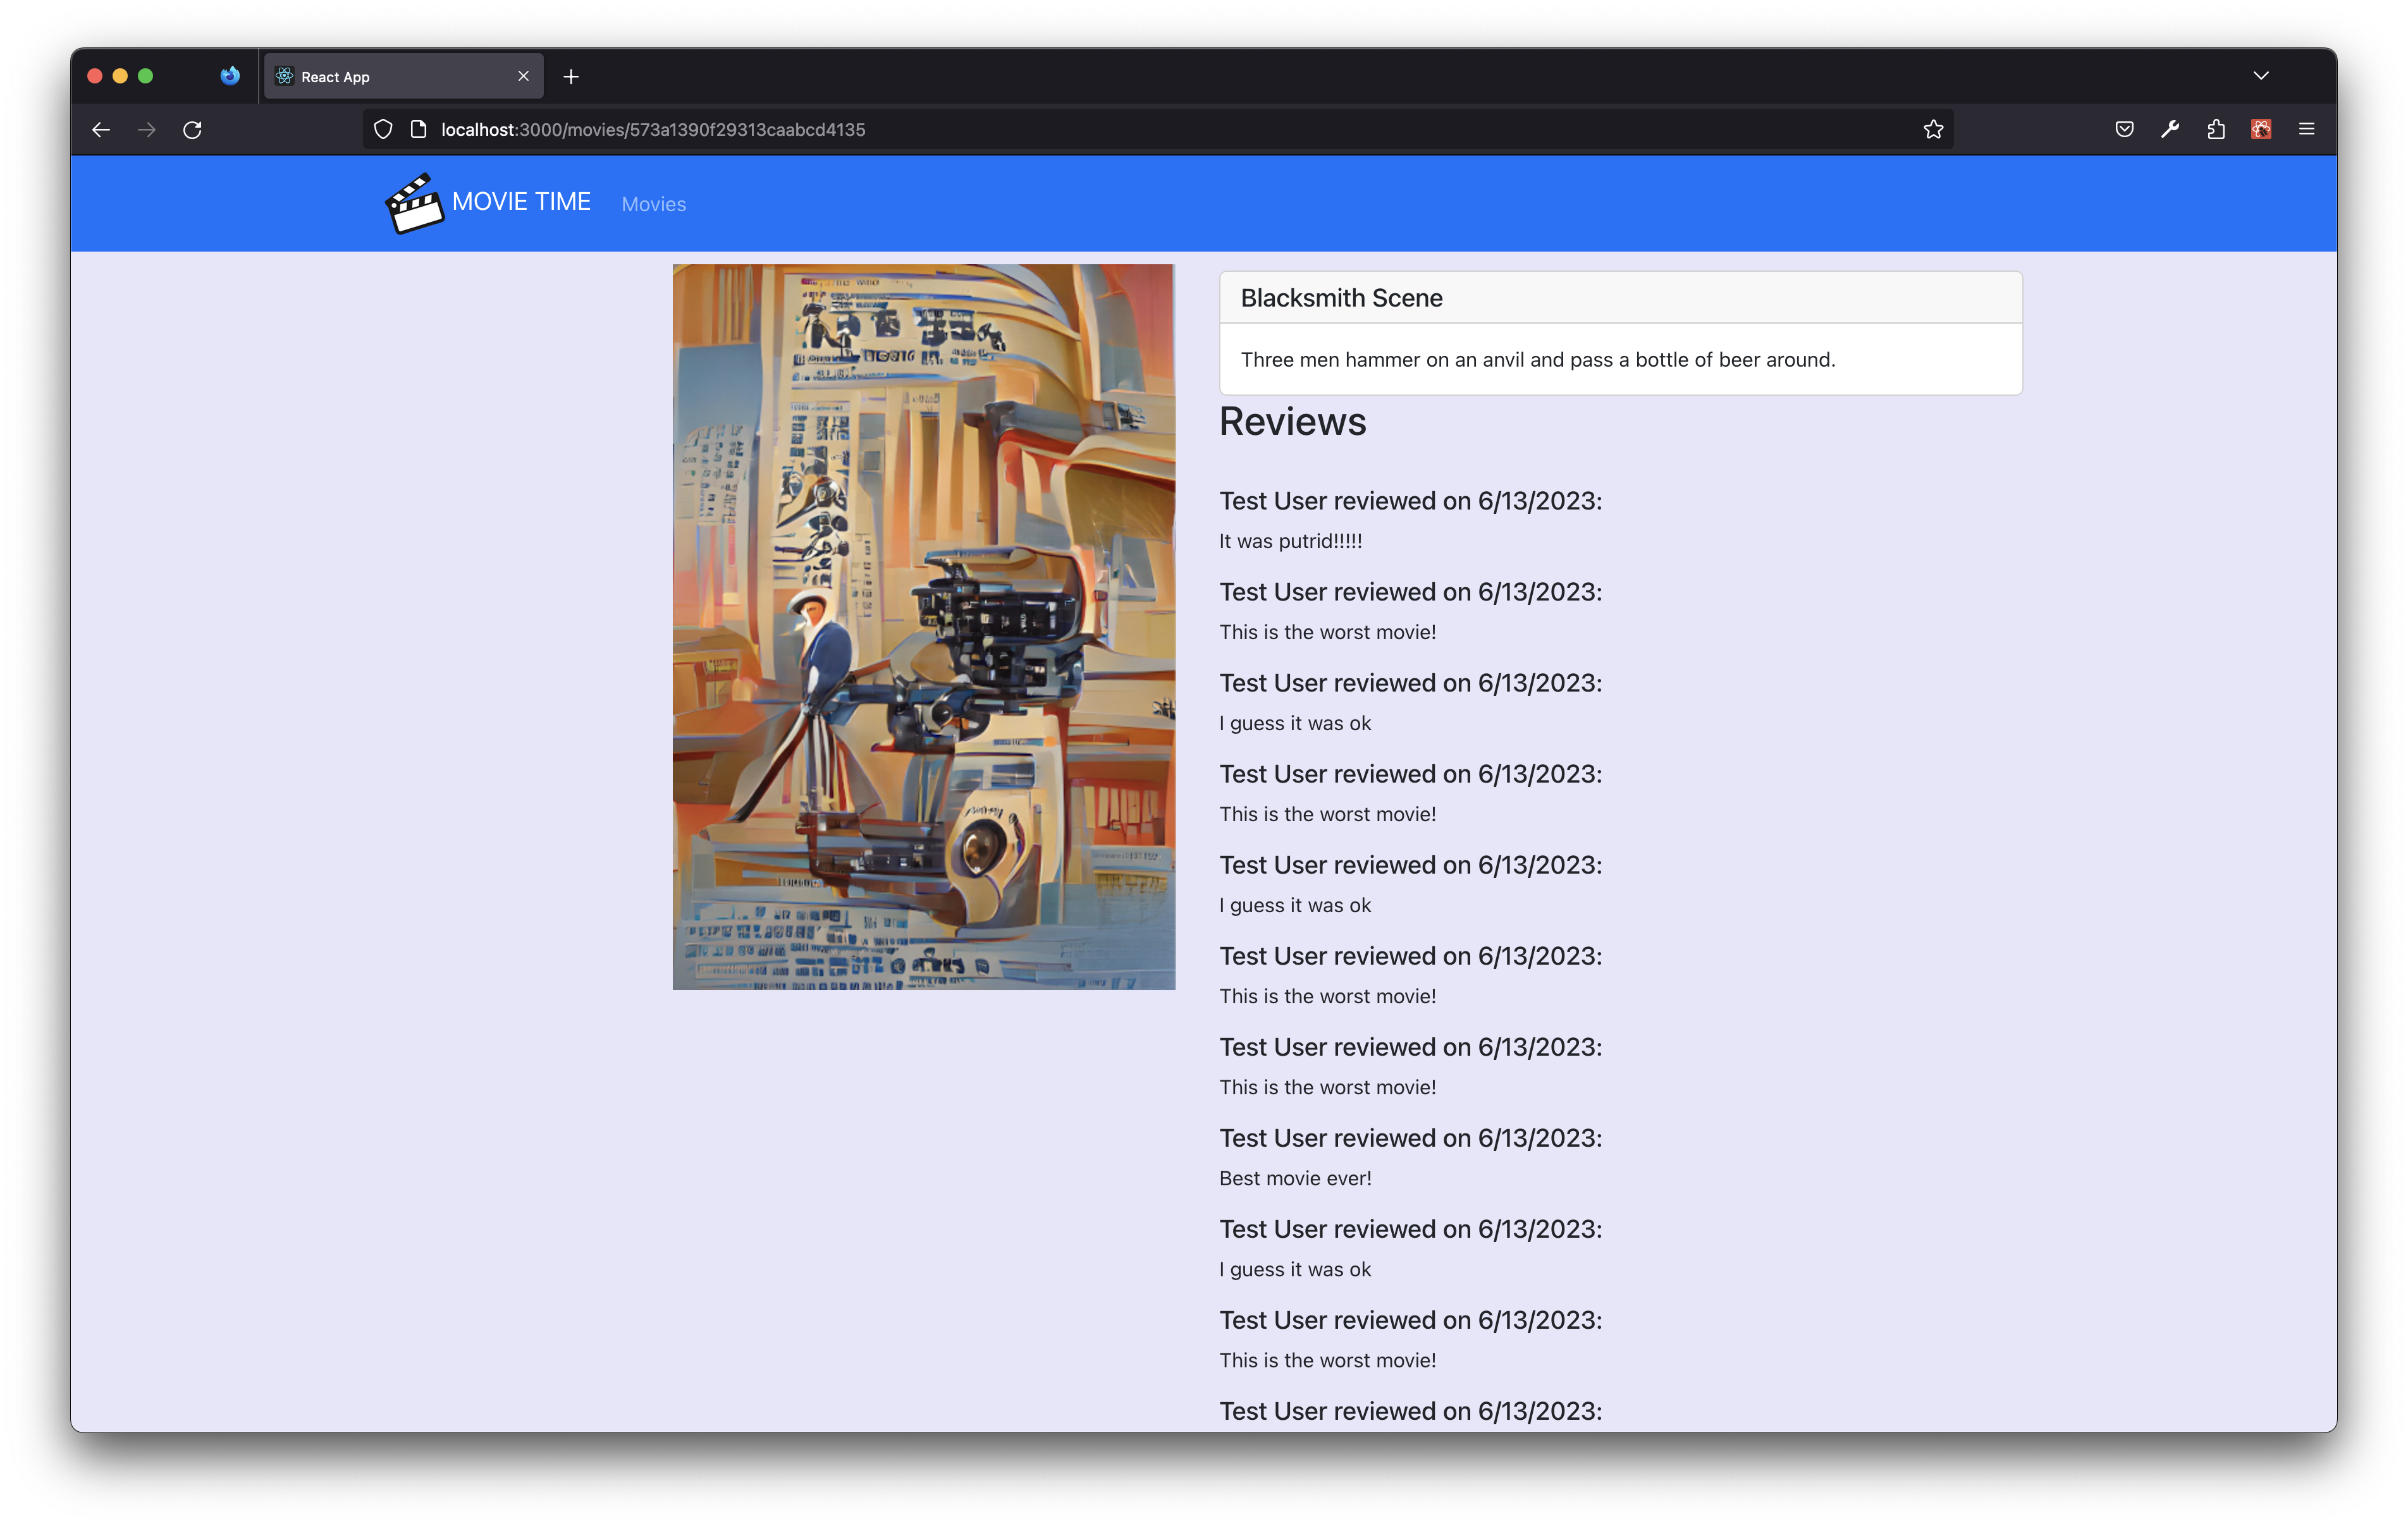 React App
localhost:3000/movies/573a1390f29313caabcd4135
MOVIE TIME Movies
Blacksmith Scene
Three men hammer on an anvil and pass a bottle of beer around.
Reviews
Test User reviewed on 6/13/2023:
It was putrid!!!!!
Test User reviewed on 6/13/2023:
This is the worst movie!
Test User reviewed on 6/13/2023:
I guess it was ok
Test User reviewed on 6/13/2023:
This is the worst movie!
Test User reviewed on 6/13/2023:
I guess it was ok
Test User reviewed on 6/13/2023:
This is the worst movie!
Test User reviewed on 6/13/2023:
This is the worst movie!
Test User reviewed on 6/13/2023:
Best movie ever!
Test User reviewed on 6/13/2023:
I guess it was ok
Test User reviewed on 6/13/2023:
This is the worst movie!
Test User reviewed on 6/13/2023: